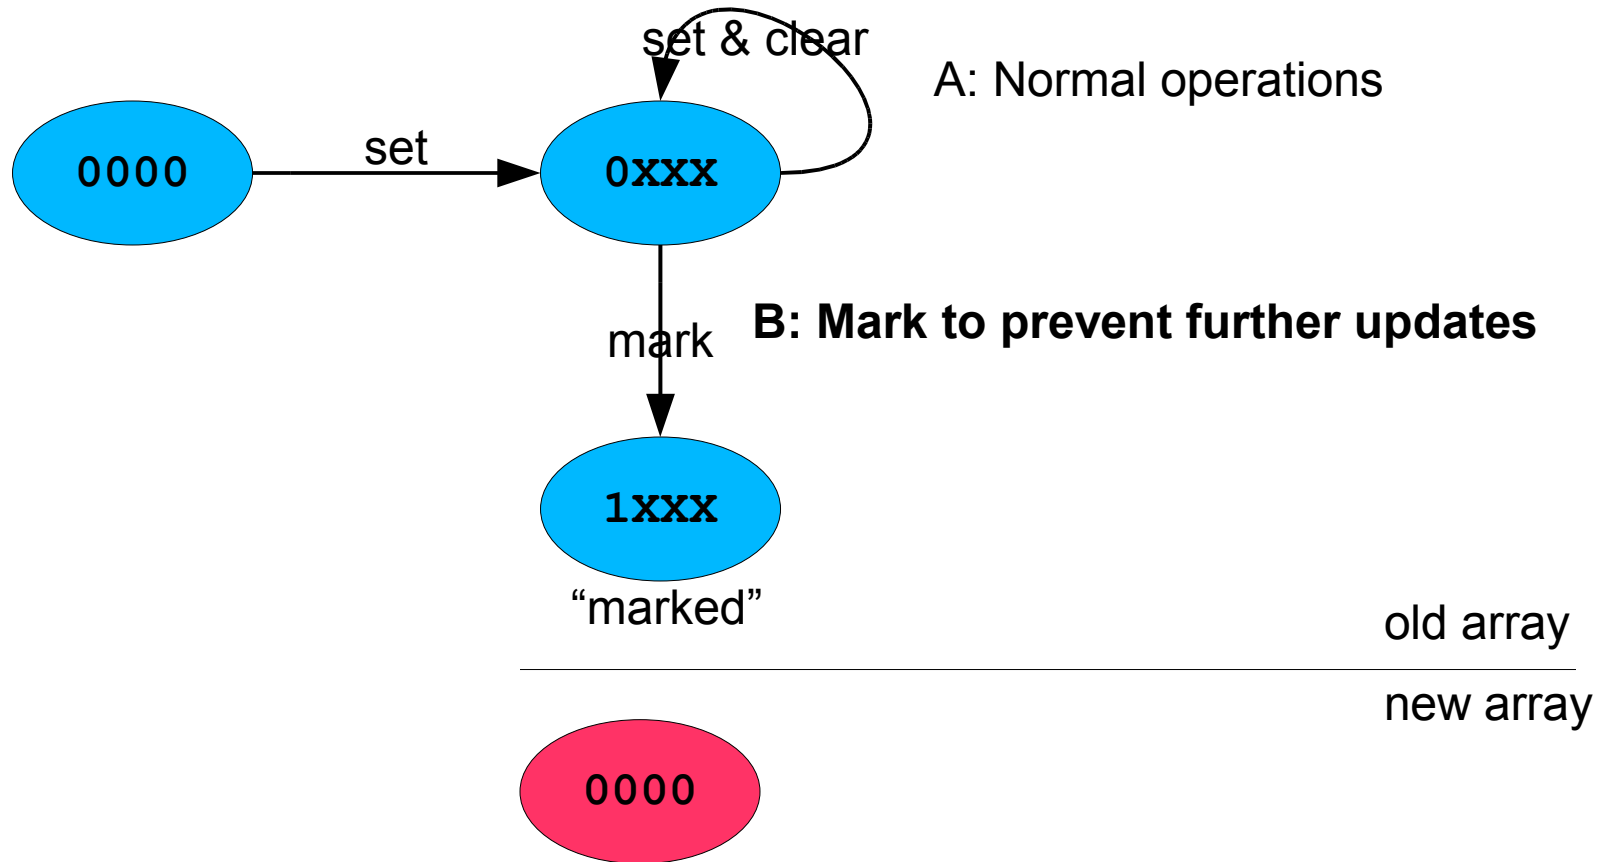 set & clear
A: Normal operations
0000
set
0xxx
mark
B: Mark to prevent further updates
1xxx
“marked”
old array
new array
0000